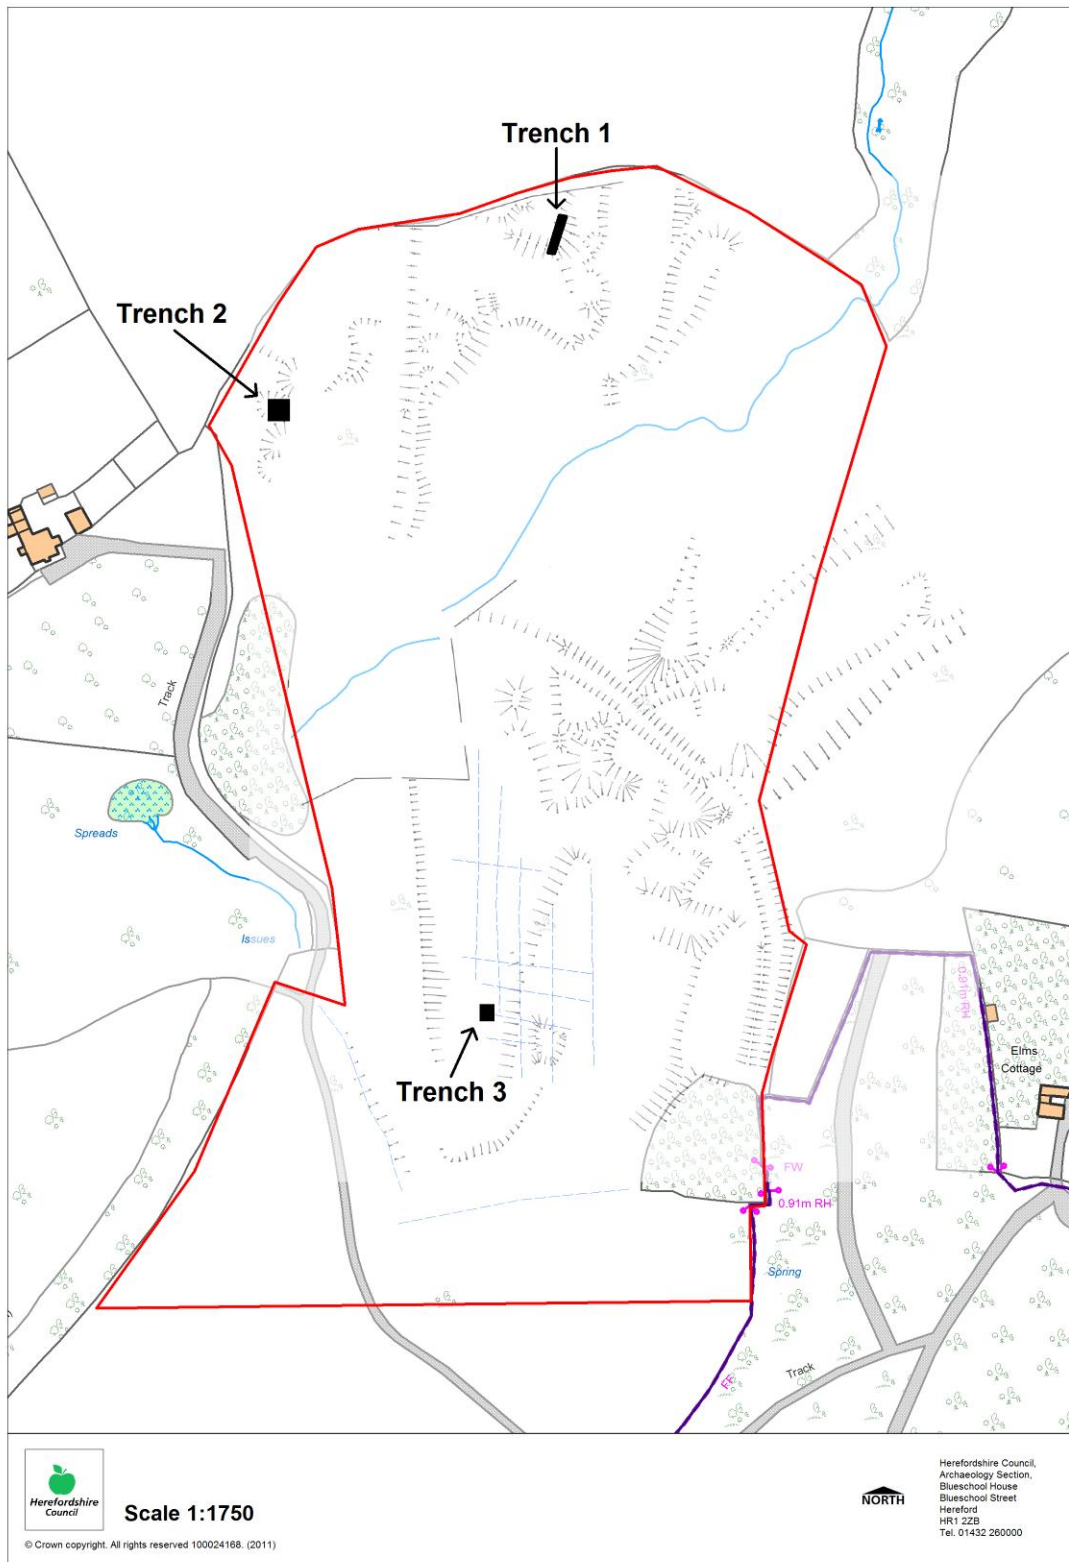 Trench 1
Trench 2
Track
Spreads
Issues
0.91m RH
Elms
Cottage
Trench 3
FW
0.91m RH
Spring
Track
FF
Herefordshire
Council
Scale 1:1750
NORTH
Herefordshire Council,
Archaeology Section,
Blueschool House
Blueschool Street
Hereford
HR1 2ZB
Tel. 01432 260000
© Crown copyright. All rights reserved 100024168. (2011)